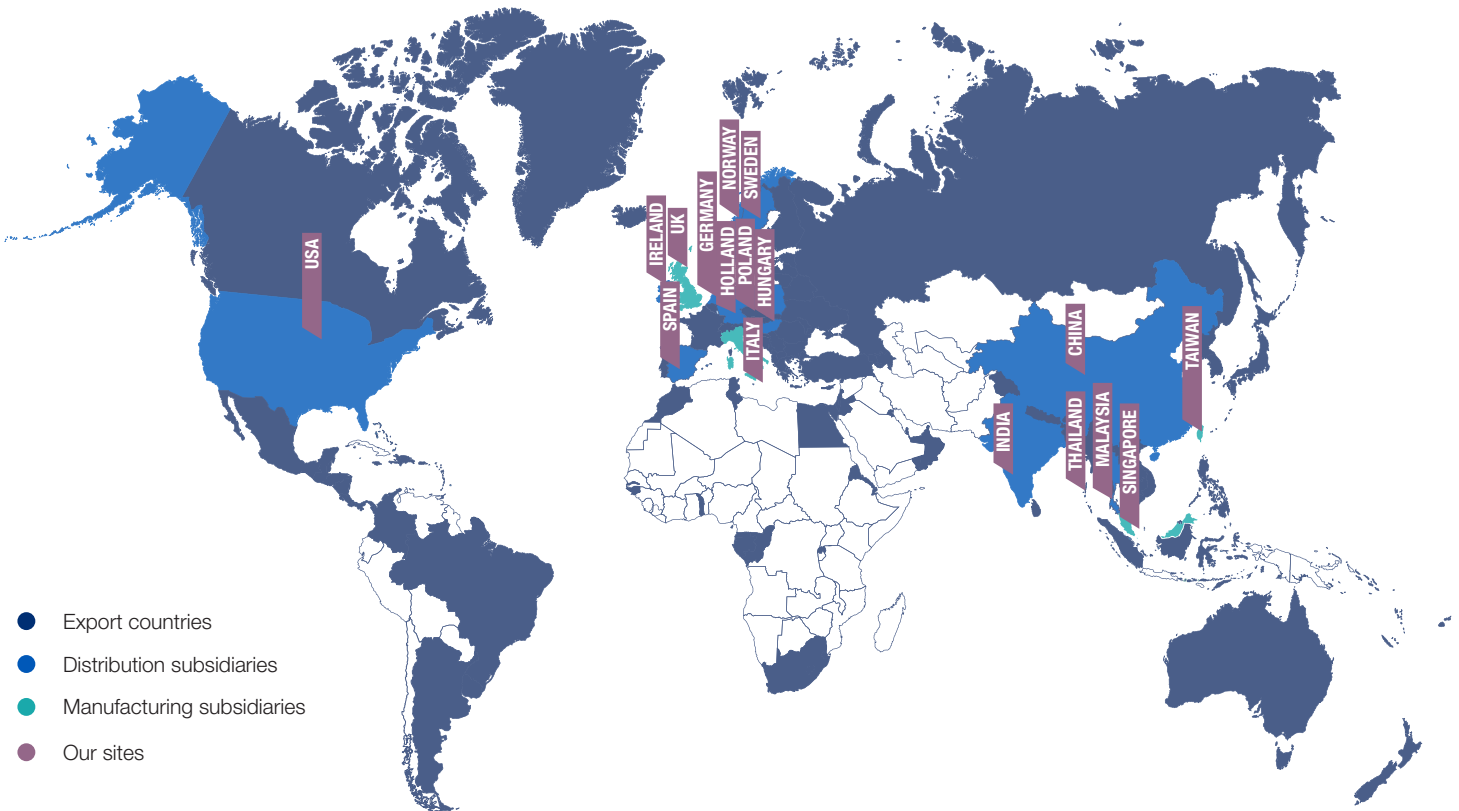 NORWAY
SWEDEN
GERMANY
IRELAND
UK
HOLLAND
POLAND
HUNGARY
USA
SPAIN
ITALY
CHINA
TAIWAN
INDIA
THAILAND
MALAYSIA
SINGAPORE
Export countries
Distribution subsidiaries
Manufacturing subsidiaries
Our sites